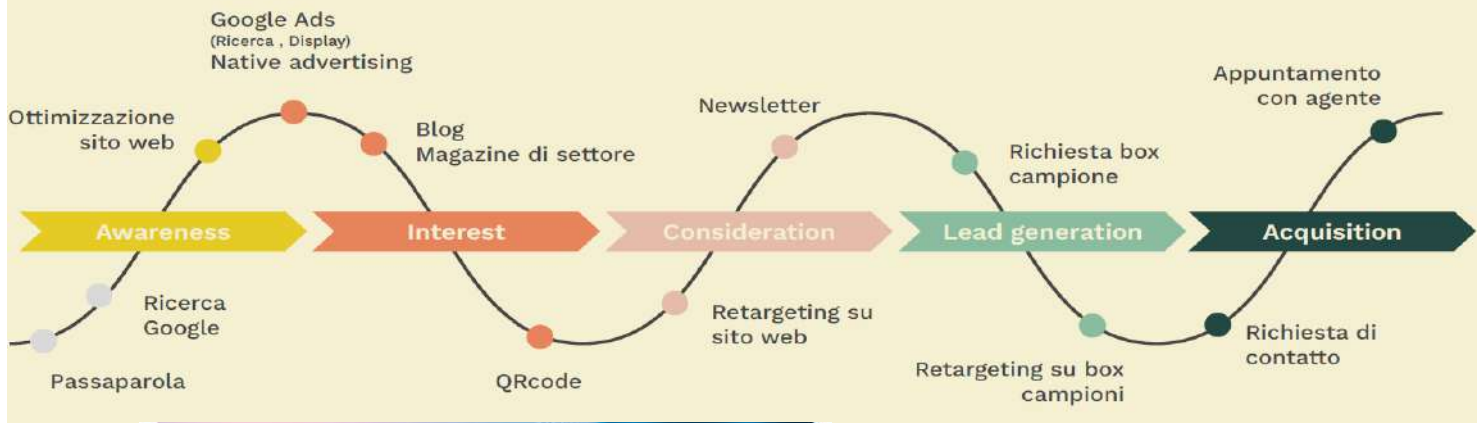 Google Ads
(Ricerca , Display)
Native advertising
Ottimizzazione
sito web
Blog
Magazine di settore
Newsletter
Richiesta box
campione
Appuntamento
con agente
Awareness
Interest
Consideration
Lead generation
Acquisition
Ricerca
Google
Passaparola
QRcode
Retargeting su
sito web
Retargeting su box
campioni
Richiesta di
contatto